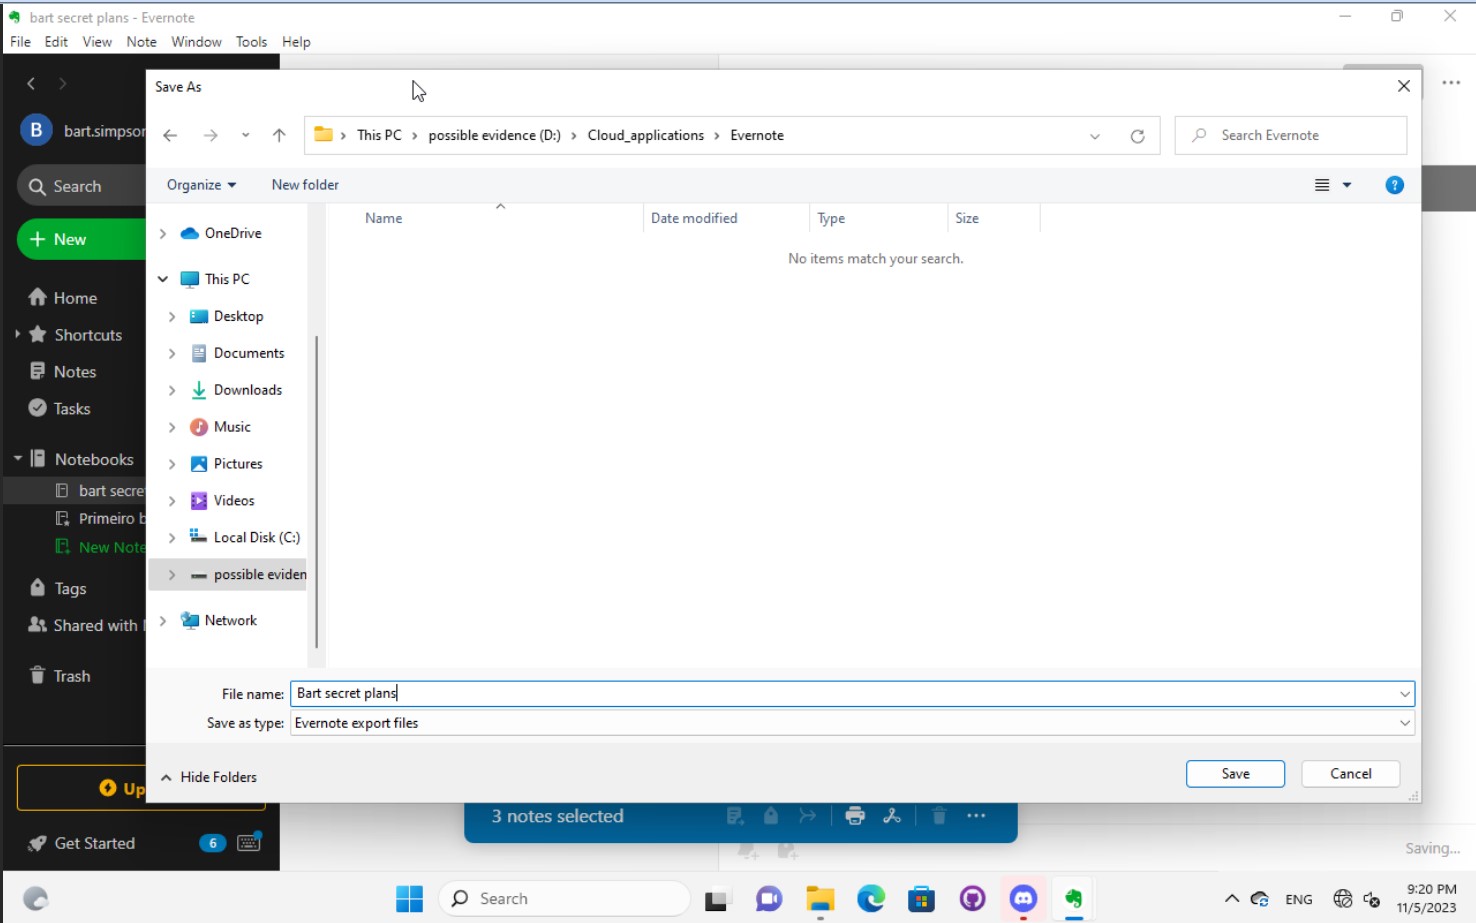 bart secret plans - Evernote
File Edit View Note Window Tools Help
Save As
B bart.simpson
This PC > possible evidence (D:) > Cloud_applications > Evernote
Search Evernote
Search
Organize New folder
?
Name Date modified Type Size
+ New
OneDrive
No items match your search.
This PC
Home
Desktop
Shortcuts
Documents
Notes
Downloads
Tasks
Music
Notebooks
Pictures
bart secre
Videos
Primeiro b
Local Disk (C:)
New Note
possible eviden
Tags
Network
Shared with
Trash
File name: Bart secret plans
Save as type: Evernote export files
Hide Folders
Save Cancel
Up
3 notes selected
Get Started 6
Saving...
Search
ENG
9:20 PM
11/5/2023